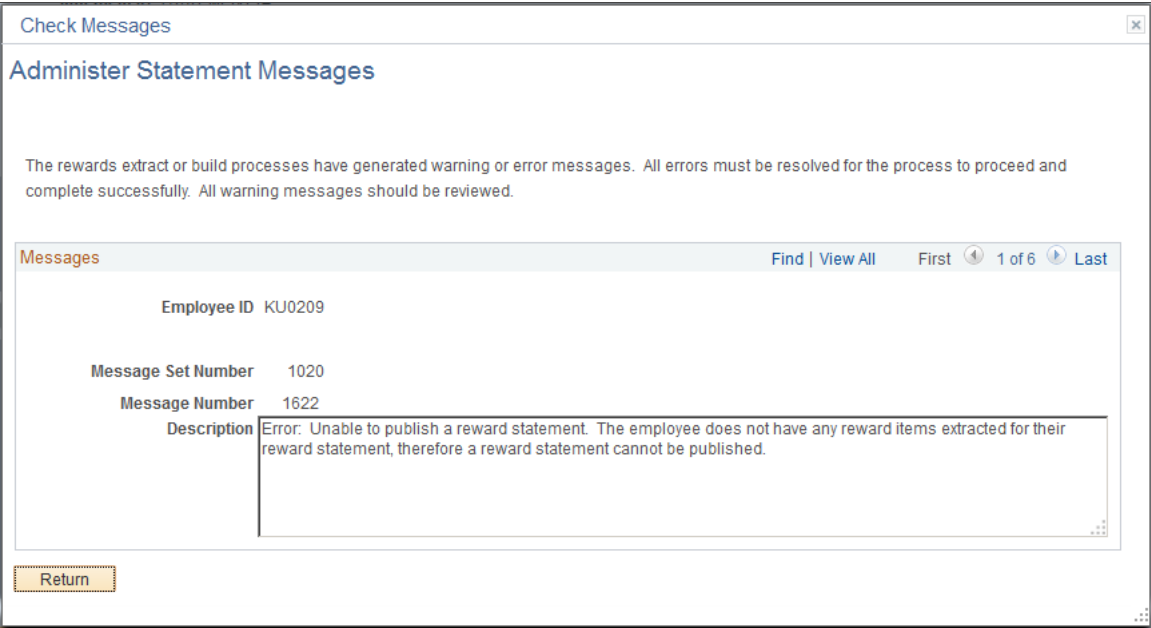 Check Messages
Administer Statement Messages
The rewards extract or build processes have generated warning or error messages.  All errors must be resolved for the process to proceed and
complete successfully.  All warning messages should be reviewed.
Messages Find | View All First 1 of 6 Last
Employee ID KU0209
Message Set Number 1020
Message Number 1622
Description Error:  Unable to publish a reward statement.  The employee does not have any reward items extracted for their
reward statement, therefore a reward statement cannot be published.
Return